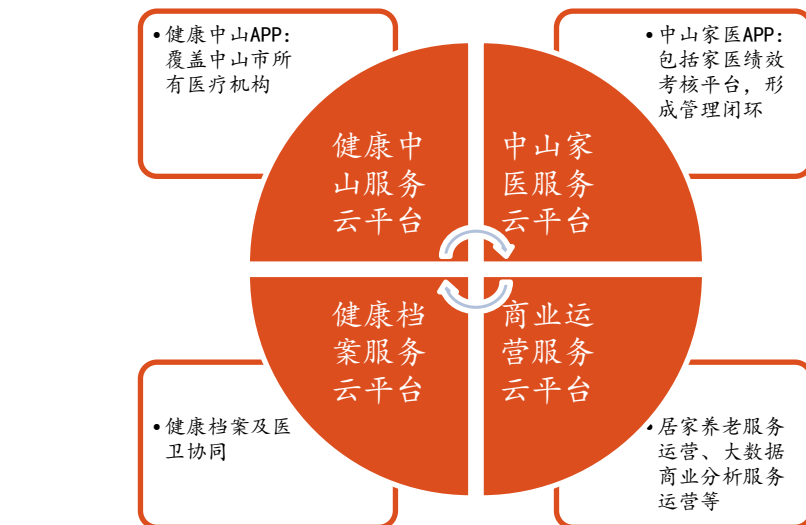 •健康中山APP：
覆盖中山市所
有医疗机构
•中山家医APP：
包括家医绩效
考核平台，形
成管理闭环
健康中
山服务
云平台
中山家
医服务
云平台
健康档
案服务
云平台
商业运
营服务
云平台
•健康档案及医
卫协同
•居家养老服务
运营、大数据
商业分析服务
运营等